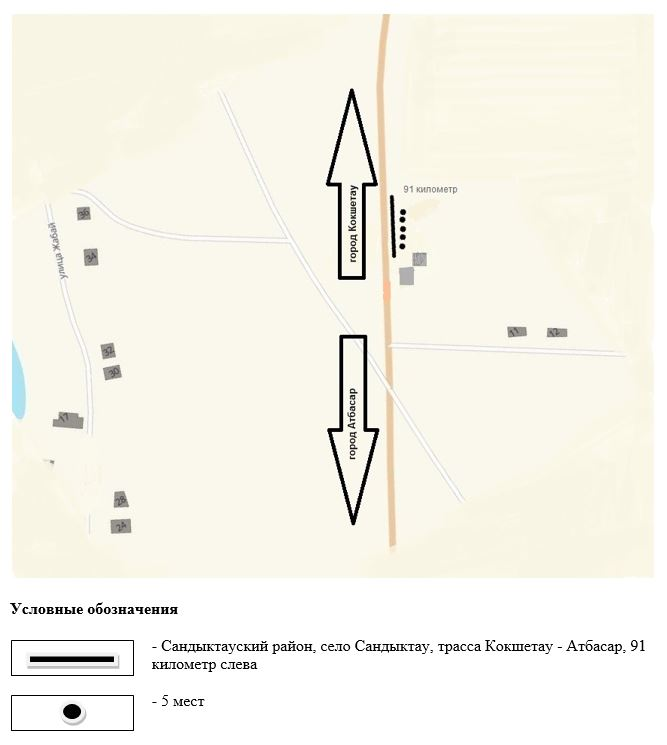 91 километр
город Кокшетау
улица Жабай
36
34
11
12
32
30
город Атбасар
17
28
24
Условные обозначения
- Сандыктауский район, село Сандыктау, трасса Кокшетау - Атбасар, 91
километр слева
- 5 мест